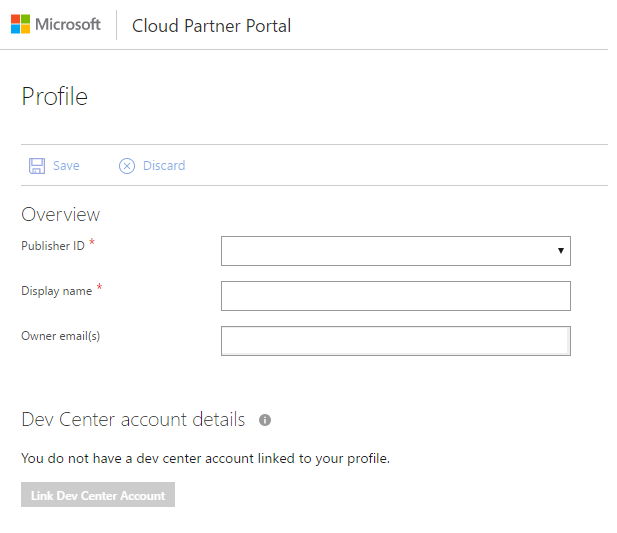 Microsoft Cloud Partner Portal
Profile
Save Discard
Overview
Publisher ID *
Display name *
Owner email(s)
Dev Center account details
You do not have a dev center account linked to your profile.
Link Dev Center Account